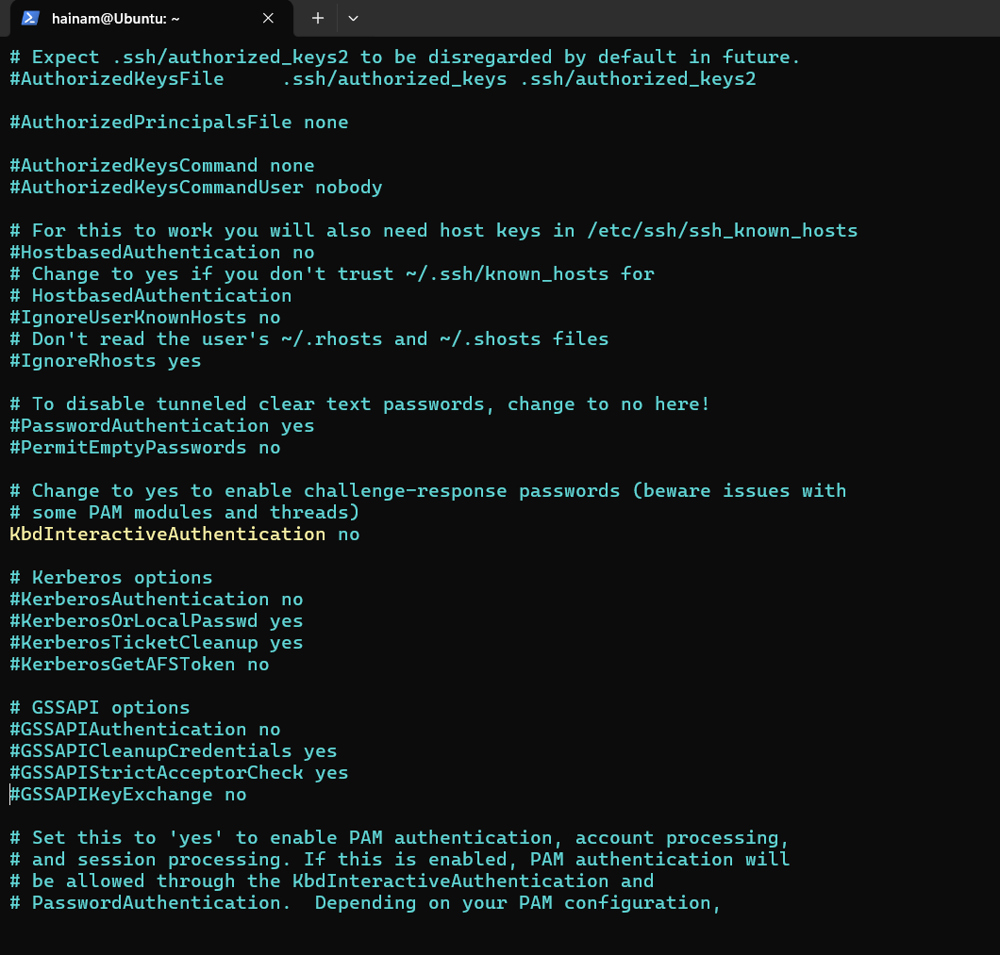 hainam@Ubuntu: ~
# Expect .ssh/authorized_keys2 to be disregarded by default in future.
#AuthorizedKeysFile     .ssh/authorized_keys .ssh/authorized_keys2
#AuthorizedPrincipalsFile none
#AuthorizedKeysCommand none
#AuthorizedKeysCommandUser nobody
# For this to work you will also need host keys in /etc/ssh/ssh_known_hosts
#HostbasedAuthentication no
# Change to yes if you don't trust ~/.ssh/known_hosts for
# HostbasedAuthentication
#IgnoreUserKnownHosts no
# Don't read the user's ~/.rhosts and ~/.shosts files
#IgnoreRhosts yes
# To disable tunneled clear text passwords, change to no here!
#PasswordAuthentication yes
#PermitEmptyPasswords no
# Change to yes to enable challenge-response passwords (beware issues with
# some PAM modules and threads)
KbdInteractiveAuthentication no
# Kerberos options
#KerberosAuthentication no
#KerberosOrLocalPasswd yes
#KerberosTicketCleanup yes
#KerberosGetAFSToken no
# GSSAPI options
#GSSAPIAuthentication no
#GSSAPICleanupCredentials yes
#GSSAPIStrictAcceptorCheck yes
#GSSAPIKeyExchange no
# Set this to 'yes' to enable PAM authentication, account processing,
# and session processing. If this is enabled, PAM authentication will
# be allowed through the KbdInteractiveAuthentication and
# PasswordAuthentication.  Depending on your PAM configuration,